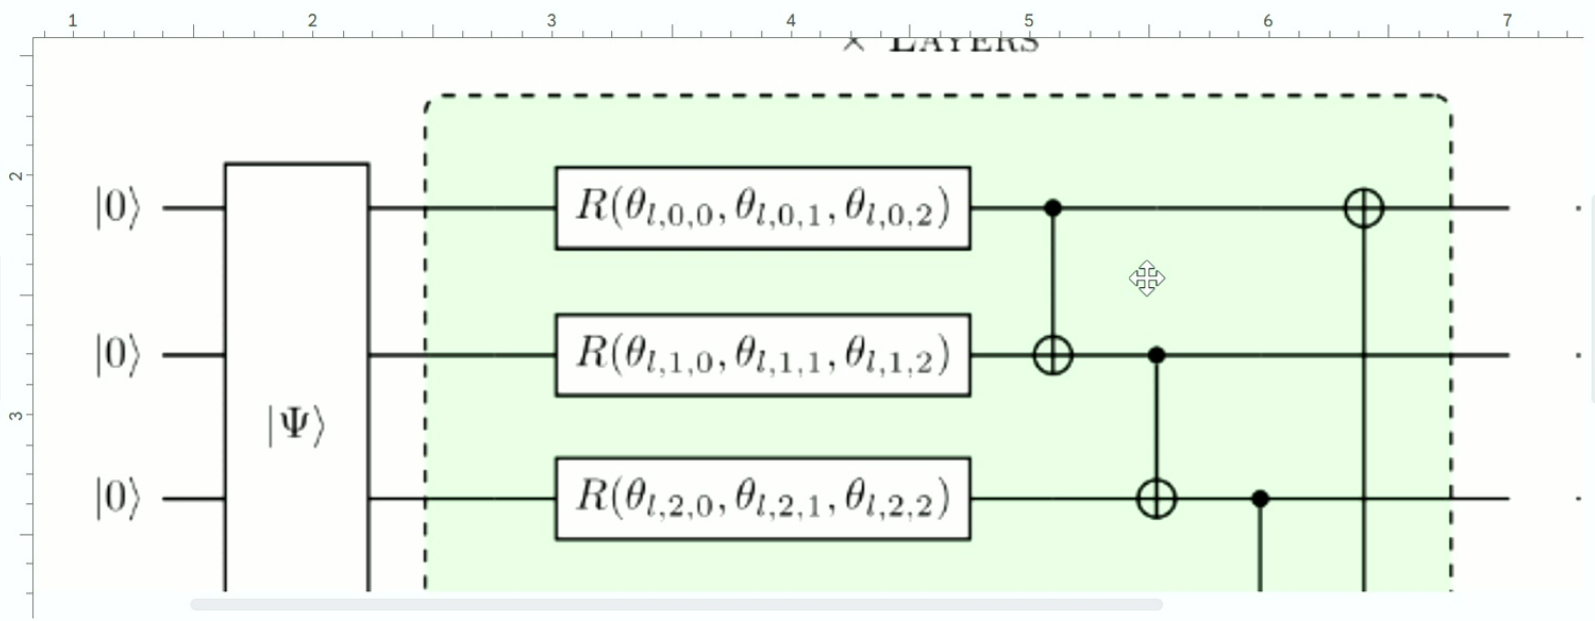 1 2 3 4 5 6 7
× LAYERS
2
|0⟩ R(θ_{l,0,0}, θ_{l,0,1}, θ_{l,0,2})
|0⟩ R(θ_{l,1,0}, θ_{l,1,1}, θ_{l,1,2})
3
|Ψ⟩
|0⟩ R(θ_{l,2,0}, θ_{l,2,1}, θ_{l,2,2})